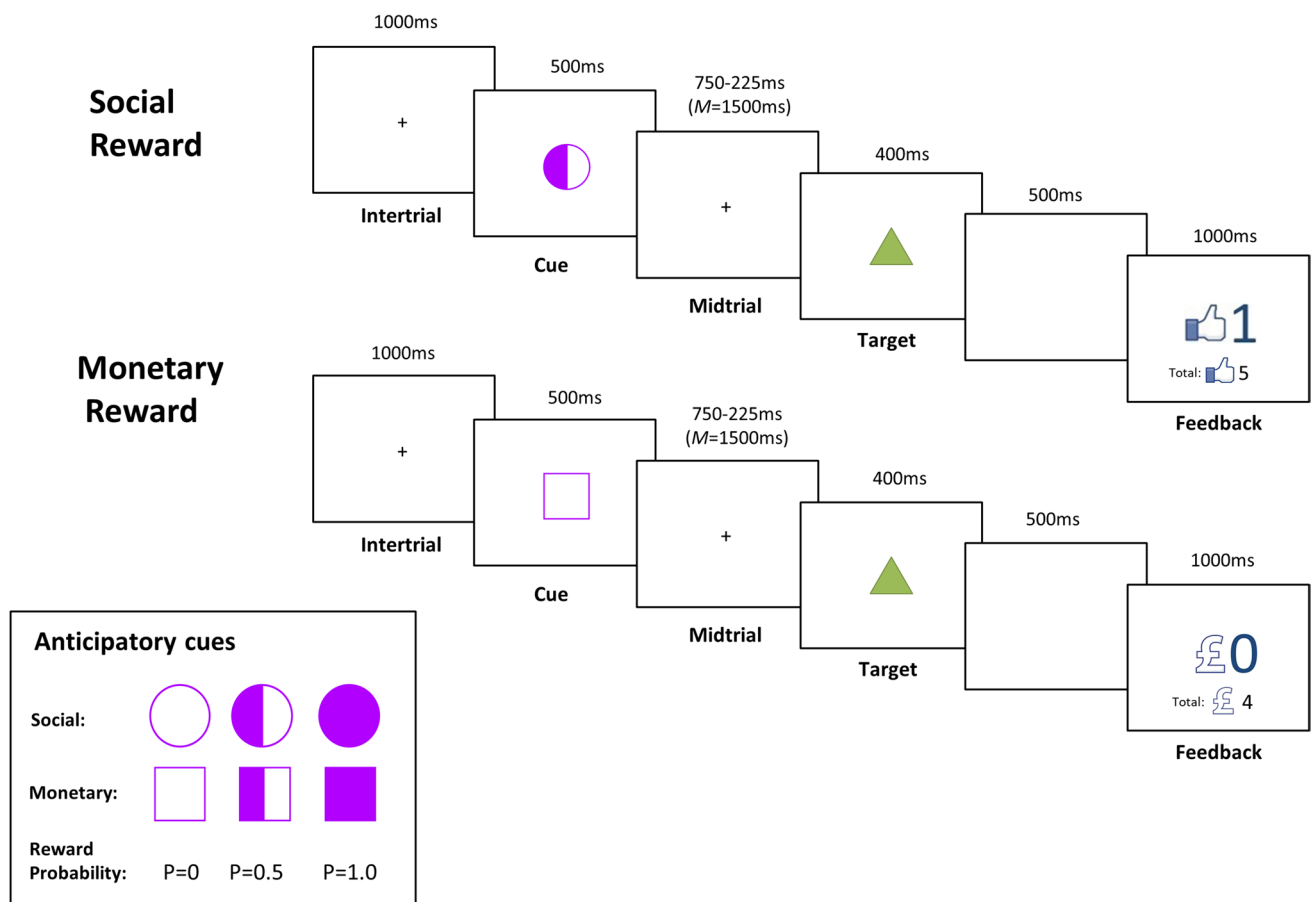 Social
Reward
1000ms
+
Intertrial
500ms
Cue
750-225ms
(M=1500ms)
+
Midtrial
400ms
Target
500ms
1000ms
1
Total: 5
Feedback
Monetary
Reward
1000ms
+
Intertrial
500ms
Cue
750-225ms
(M=1500ms)
+
Midtrial
400ms
Target
500ms
1000ms
£0
Total: £ 4
Feedback
Anticipatory cues
Social:
Monetary:
Reward
Probability: P=0 P=0.5 P=1.0